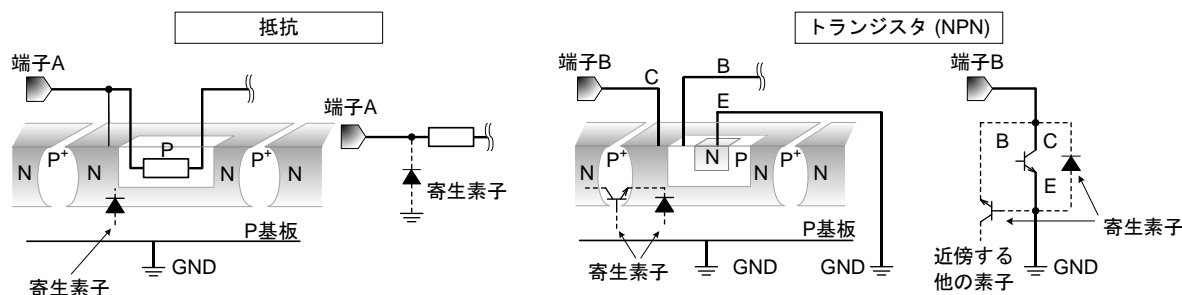 抵抗
端子A
端子A
N
P+
N
P
N
P+
N
寄生素子
P基板
寄生素子
GND
トランジスタ (NPN)
端子B
C
B
E
N
P+
N
N
P
N
P+
N
P基板
寄生素子
GND
GND
端子B
B
C
E
寄生素子
近傍する
他の素子
GND